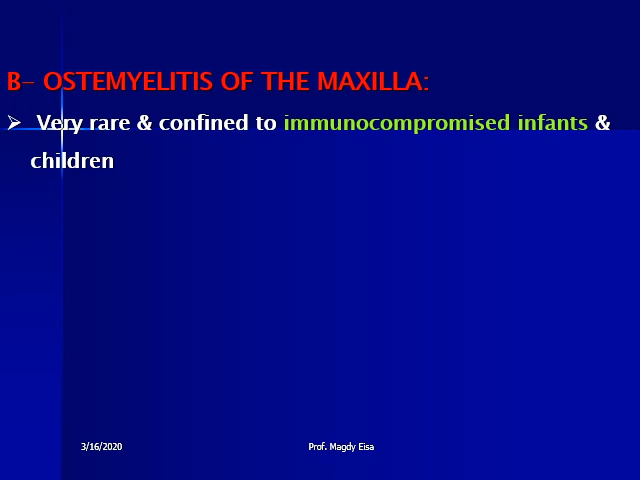 B- OSTEMYELITIS OF THE MAXILLA:
➢ Very rare & confined to immunocompromised infants &
children
3/16/2020
Prof. Magdy Eisa